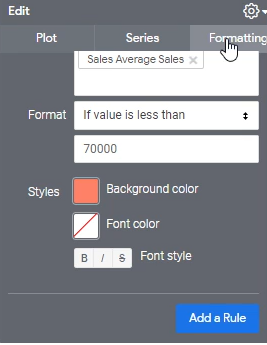 Edit
Plot Series Formatting
Sales Average Sales ×
Format If value is less than
70000
Styles Background color
Font color
B I S Font style
Add a Rule